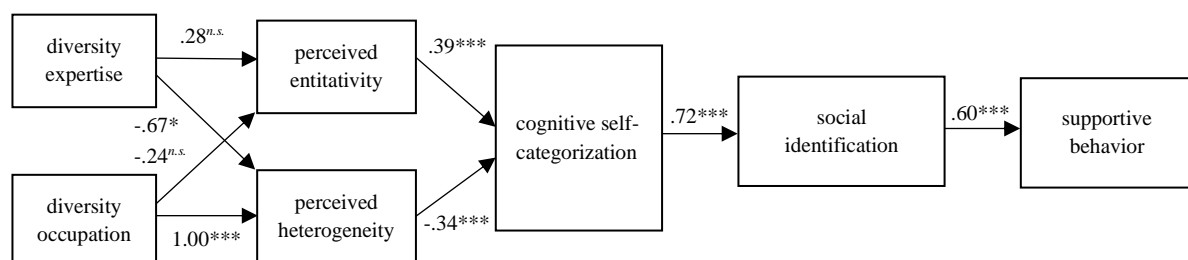 diversity
expertise
.28n.s.
perceived
entitativity
.39***
-.67*
-.24n.s.
cognitive self-
categorization
.72***
social
identification
.60***
supportive
behavior
diversity
occupation
1.00***
perceived
heterogeneity
-.34***